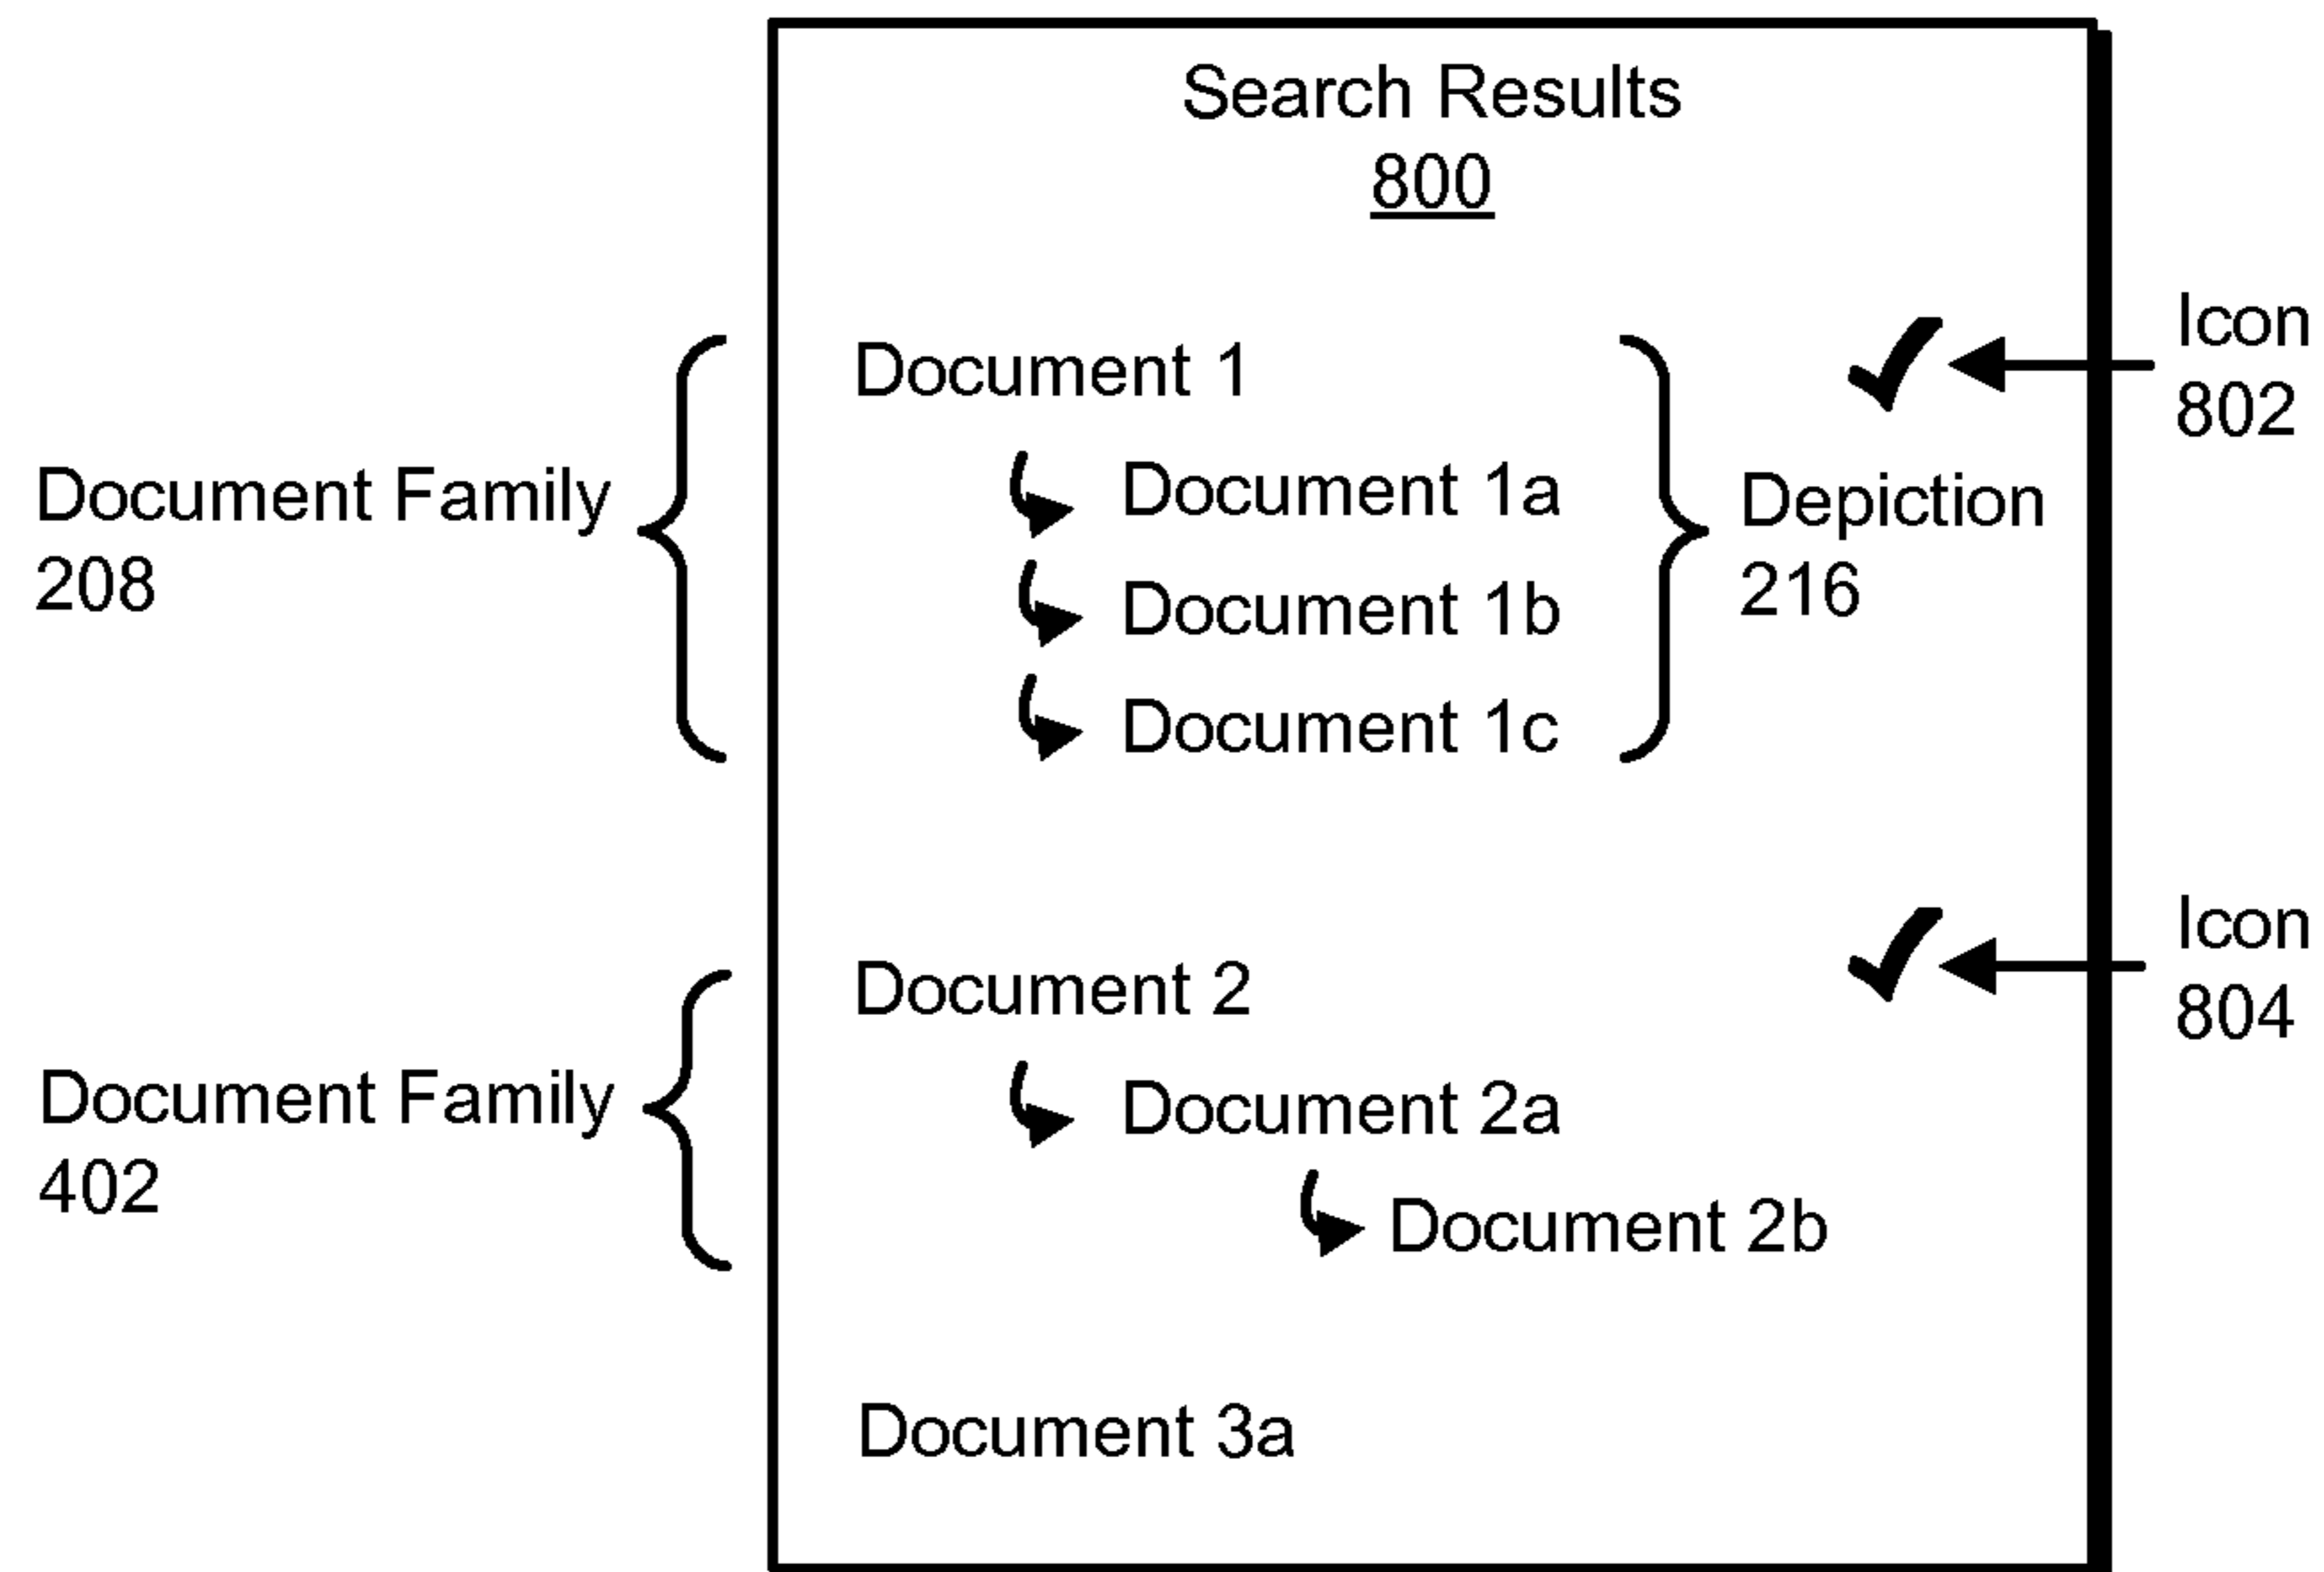 Search Results
800
Document Family
208
Document 1
Document 1a
Document 1b
Document 1c
Depiction
216
Icon
802
Document Family
402
Document 2
Document 2a
Document 2b
Icon
804
Document 3a